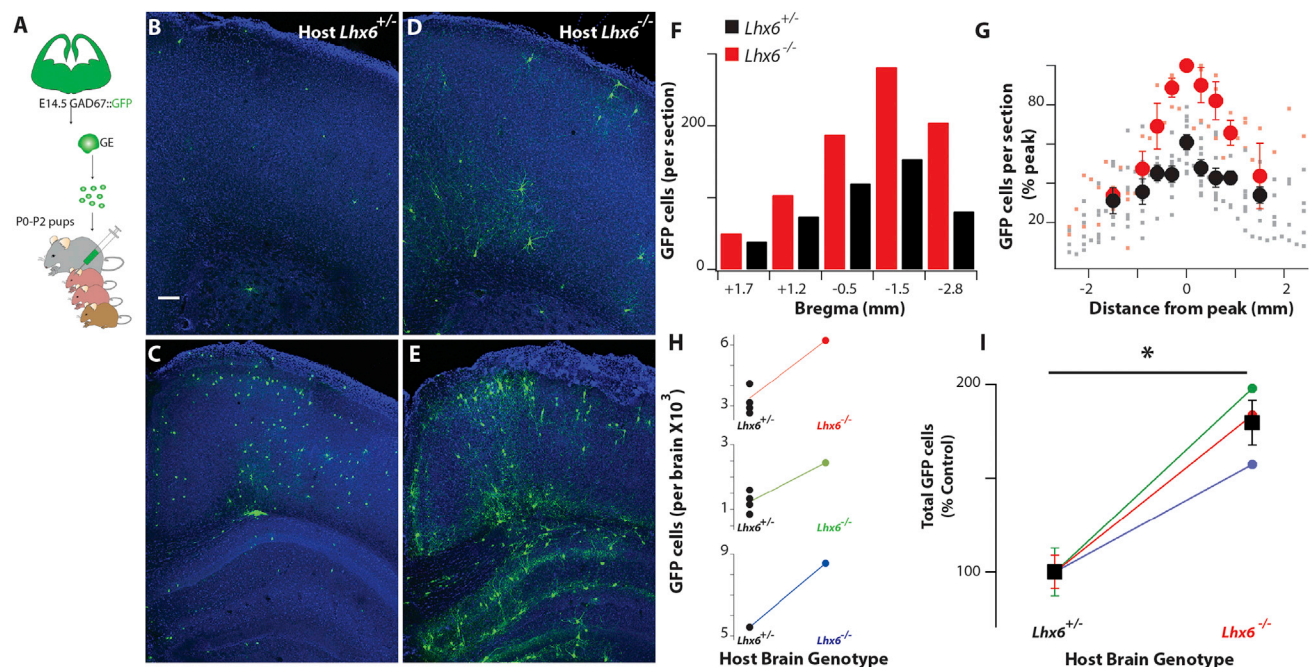 A
E14.5 GAD67::GFP
GE
P0-P2 pups
B
Host Lhx6+/-
D
Host Lhx6-/-
C
E
F
Lhx6+/-
Lhx6-/-
GFP cells (per section)
200
0
+1.7
+1.2
-0.5
-1.5
-2.8
Bregma (mm)
G
GFP cells per section
(% peak)
80
20
-2
0
2
Distance from peak (mm)
H
GFP cells (per brain X10³)
6
3
Lhx6+/-
Lhx6-/-
3
1
Lhx6+/-
Lhx6-/-
9
5
Lhx6+/-
Lhx6-/-
Host Brain Genotype
I
*
Total GFP cells
(% Control)
200
100
Lhx6+/-
Lhx6-/-
Host Brain Genotype